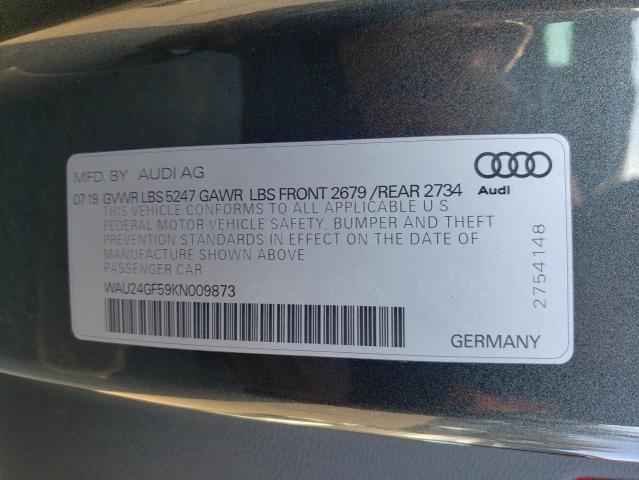 MFD. BY AUDI AG
07 19 GVWR LBS 5247 GAWR LBS FRONT 2679 /REAR 2734
THIS VEHICLE CONFORMS TO ALL APPLICABLE U S
FEDERAL MOTOR VEHICLE SAFETY, BUMPER AND THEFT
PREVENTION STANDARDS IN EFFECT ON THE DATE OF
MANUFACTURE SHOWN ABOVE
PASSENGER CAR
WAU24GF59KN009873
Audi
2754148
GERMANY